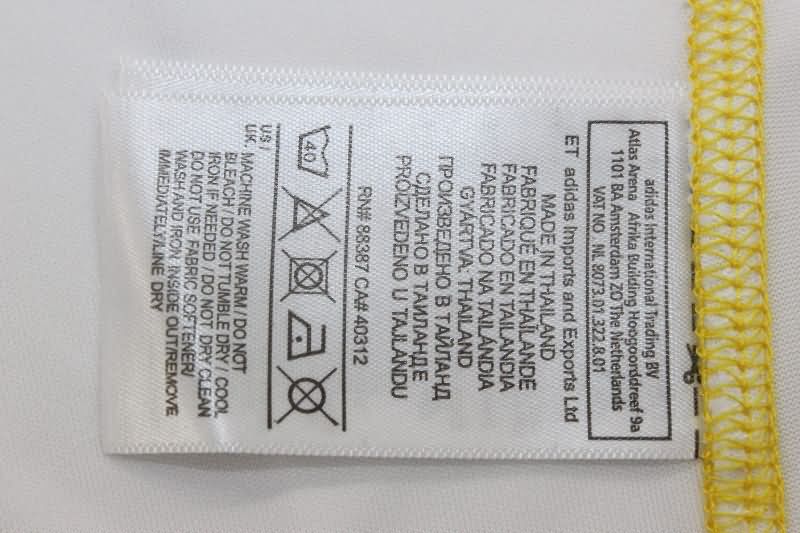 adidas International Trading BV
Atlas Arena Afrika Building Hoogoorddreef 9a
1101 BA Amsterdam ZO The Netherlands
VAT NO NL 8073.01.322.B.01
ET adidas Imports and Exports Ltd
MADE IN THAILAND
FABRIQUÉ EN THAÏLANDE
FABRICADO EN TAILANDIA
FABRICADO NA TAILÂNDIA
GYÁRTVA: THAILAND
ПРОИЗВЕДЕНО В ТАЙЛАНД
СДЕЛАНО В ТАИЛАНДЕ
PROIZVEDENO U TAJLANDU
RN# 88387 CA# 40312
40
US /
UK MACHINE WASH WARM / DO NOT
BLEACH / DO NOT TUMBLE DRY / COOL
IRON IF NEEDED / DO NOT DRY CLEAN
DO NOT USE FABRIC SOFTENER/
WASH AND IRON INSIDE OUT/REMOVE
IMMEDIATELY/LINE DRY